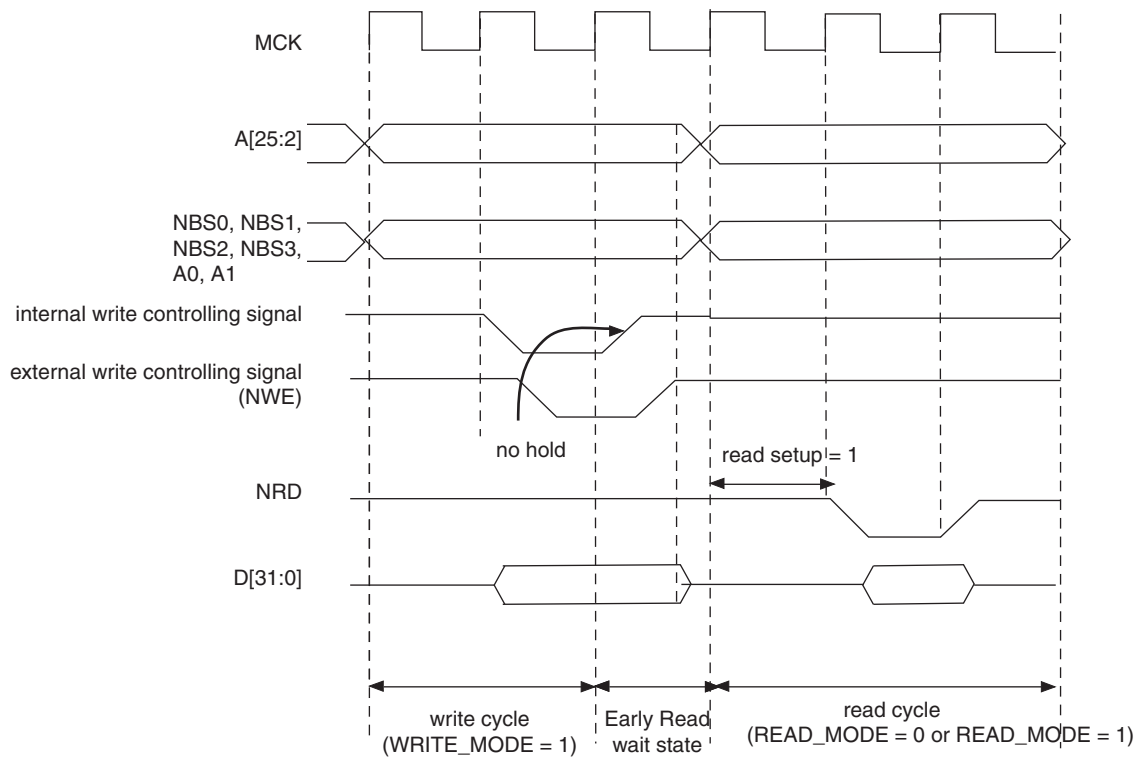 MCK
A[25:2]
NBS0, NBS1,
NBS2, NBS3,
A0, A1
internal write controlling signal
external write controlling signal
(NWE)
no hold
read setup = 1
NRD
D[31:0]
write cycle
(WRITE_MODE = 1)
Early Read
wait state
read cycle
(READ_MODE = 0 or READ_MODE = 1)